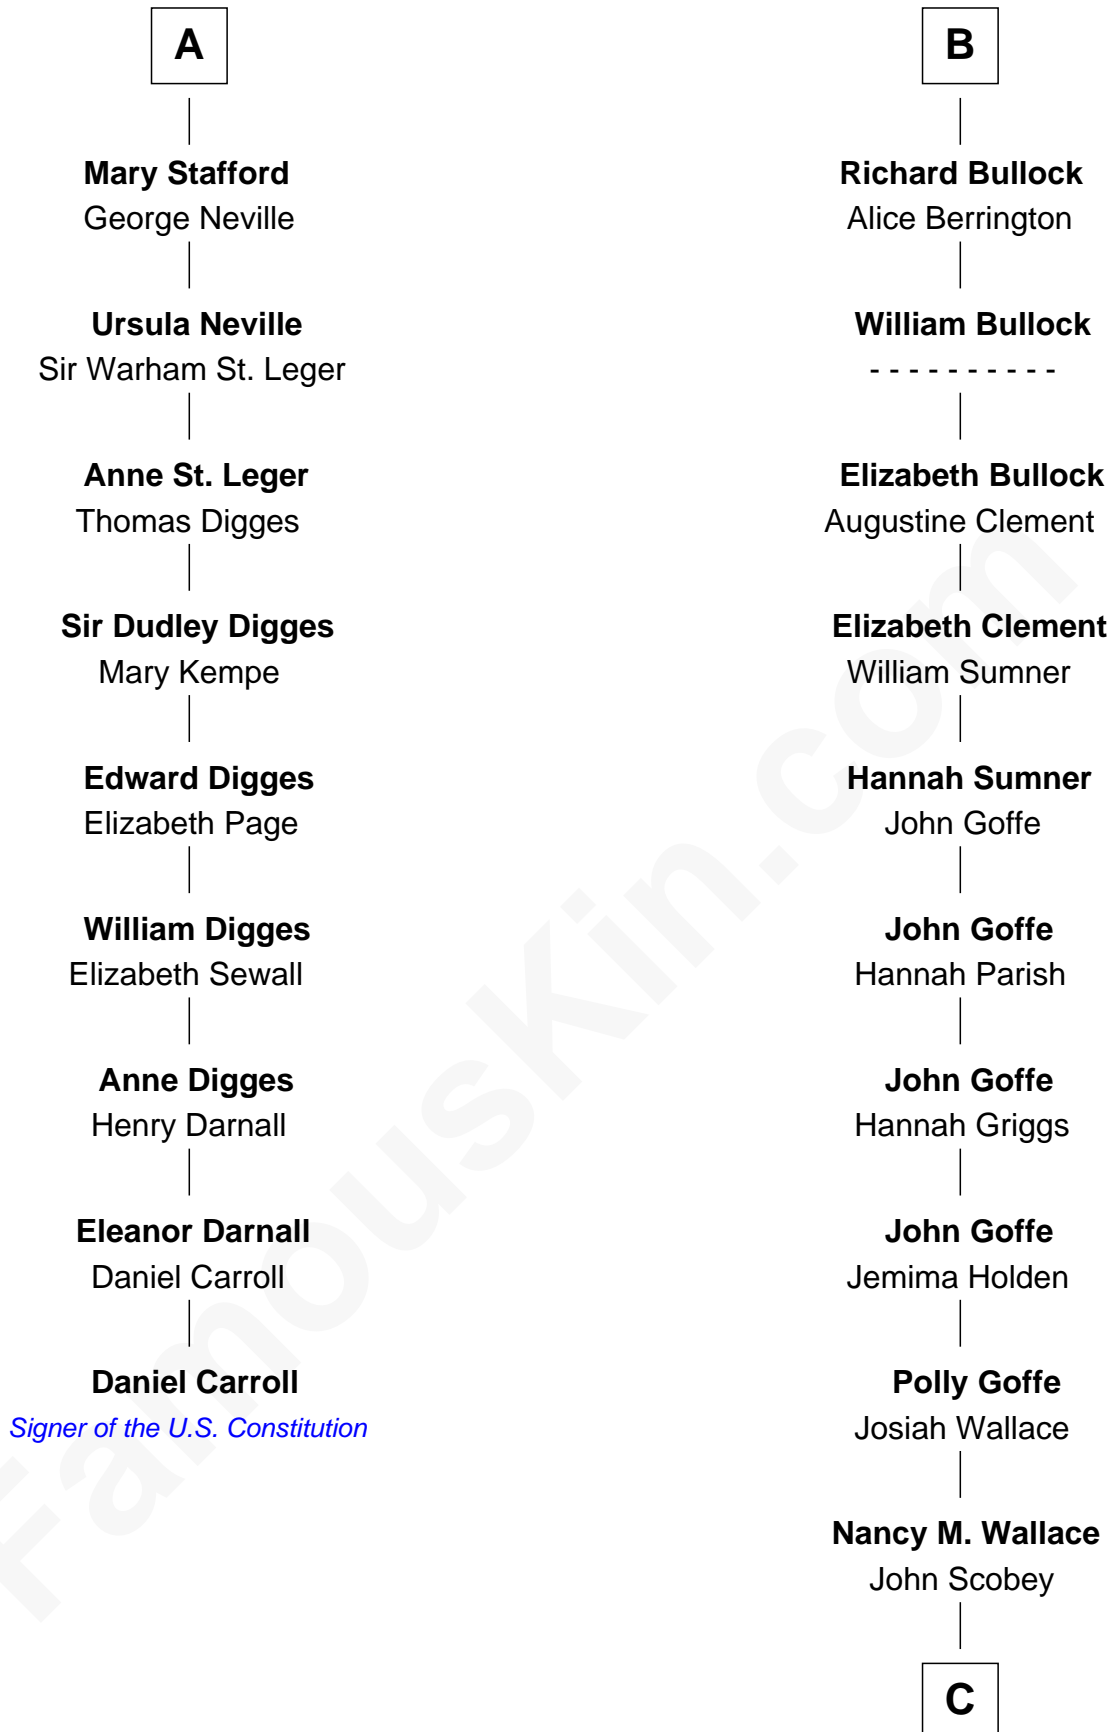 A
Mary Stafford
George Neville
Ursula Neville
Sir Warham St. Leger
Anne St. Leger
Thomas Digges
Sir Dudley Digges
Mary Kempe
Edward Digges
Elizabeth Page
William Digges
Elizabeth Sewall
Anne Digges
Henry Darnall
Eleanor Darnall
Daniel Carroll
Daniel Carroll
Signer of the U.S. Constitution
B
Richard Bullock
Alice Berrington
William Bullock
- - - - - - - - - -
Elizabeth Bullock
Augustine Clement
Elizabeth Clement
William Sumner
Hannah Sumner
John Goffe
John Goffe
Hannah Parish
John Goffe
Hannah Griggs
John Goffe
Jemima Holden
Polly Goffe
Josiah Wallace
Nancy M. Wallace
John Scobey
C
FamousKin.com